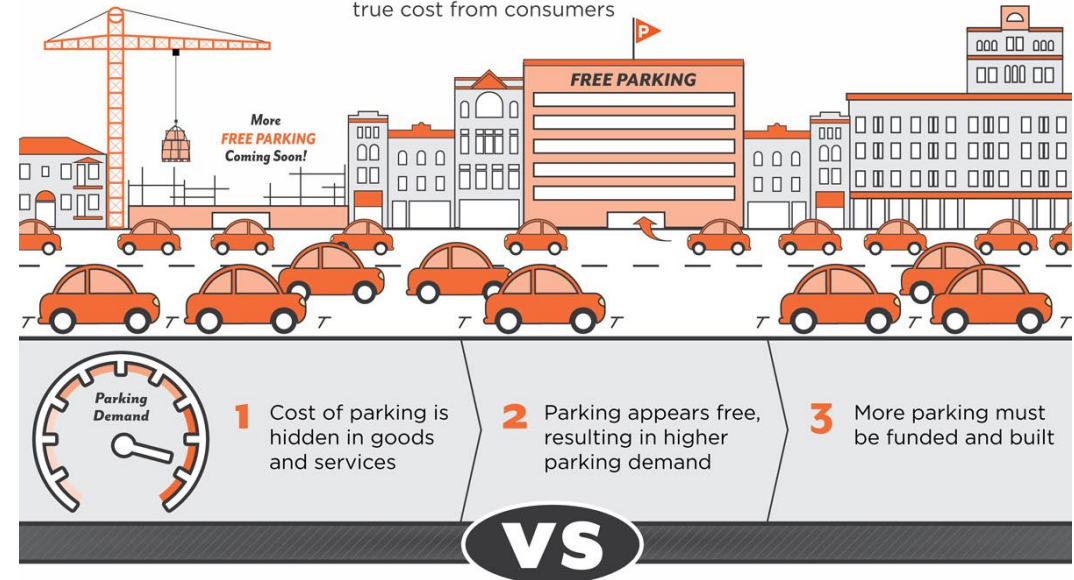 true cost from consumers
P
FREE PARKING
More
FREE PARKING
Coming Soon!
Parking
Demand
1 Cost of parking is
hidden in goods
and services
2 Parking appears free,
resulting in higher
parking demand
3 More parking must
be funded and built
VS